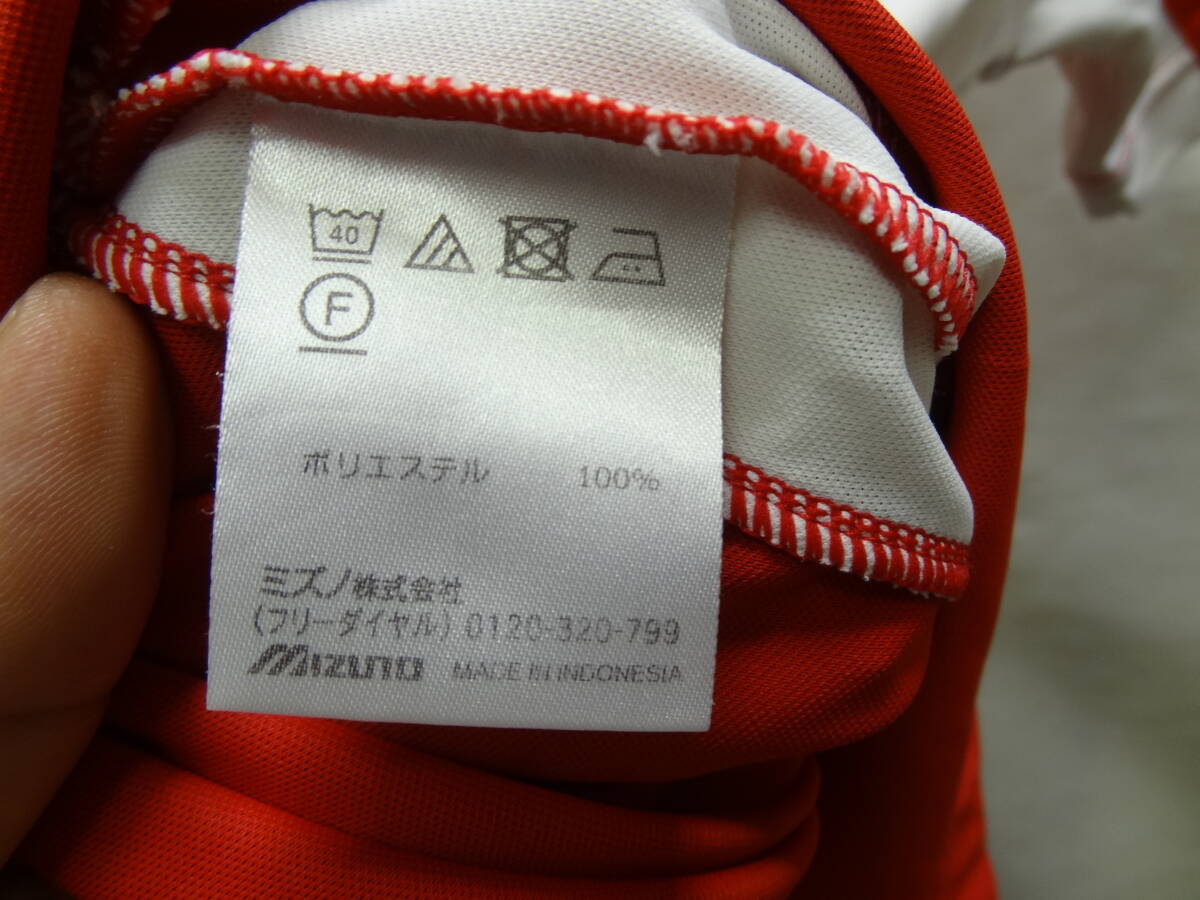 40
F
ポリエステル 100%
ミズノ株式会社
(フリーダイヤル) 0120-320-799
MIZUNO MADE IN INDONESIA